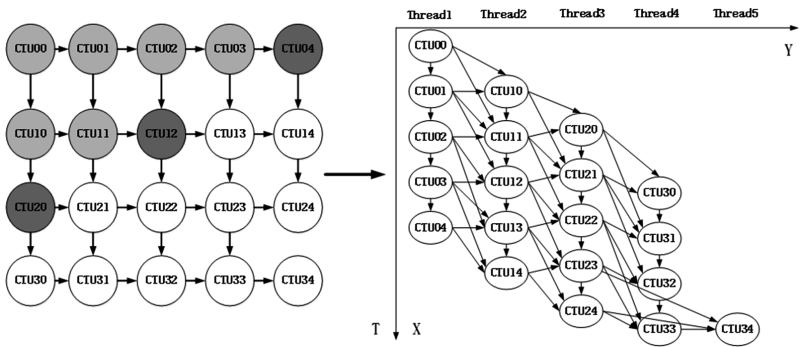 Thread1 Thread2 Thread3 Thread4 Thread5
CTU00 CTU01 CTU02 CTU03 CTU04
CTU10 CTU11 CTU12 CTU13 CTU14
CTU20 CTU21 CTU22 CTU23 CTU24
CTU30 CTU31 CTU32 CTU33 CTU34
Y
CTU00
CTU01 CTU10
CTU02 CTU11 CTU20
CTU03 CTU12 CTU21 CTU30
CTU04 CTU13 CTU22 CTU31
CTU14 CTU23 CTU32
CTU24 CTU33 CTU34
T X